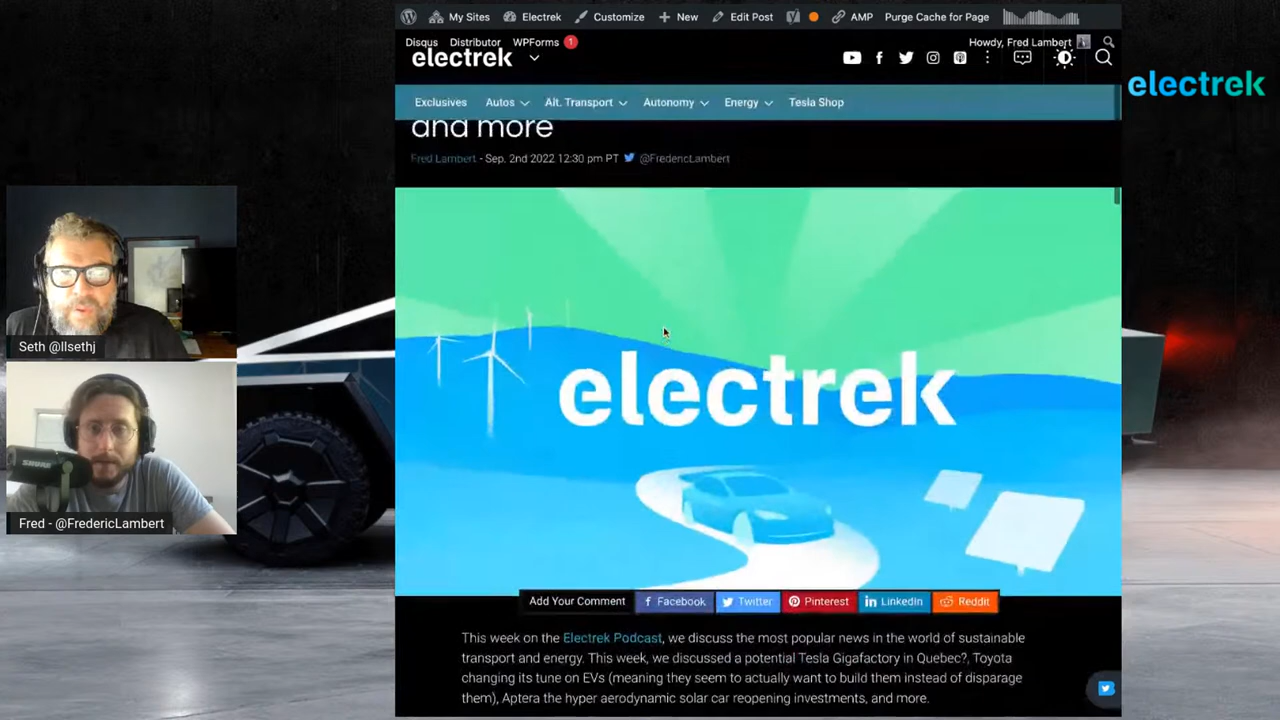 My Sites Electrek Customize New Edit Post AMP Purge Cache for Page
Disqus Distributor WPForms 1 Howdy, Fred Lambert
electrek
electrek
Exclusives Autos Alt. Transport Autonomy Energy Tesla Shop
and more
Fred Lambert - Sep. 2nd 2022 12:30 pm PT @FredericLambert
Seth @llsethj
electrek
SHURE
Fred - @FredericLambert
Add Your Comment Facebook Twitter Pinterest LinkedIn Reddit
This week on the Electrek Podcast, we discuss the most popular news in the world of sustainable
transport and energy. This week, we discussed a potential Tesla Gigafactory in Quebec?, Toyota
changing its tune on EVs (meaning they seem to actually want to build them instead of disparage
them), Aptera the hyper aerodynamic solar car reopening investments, and more.